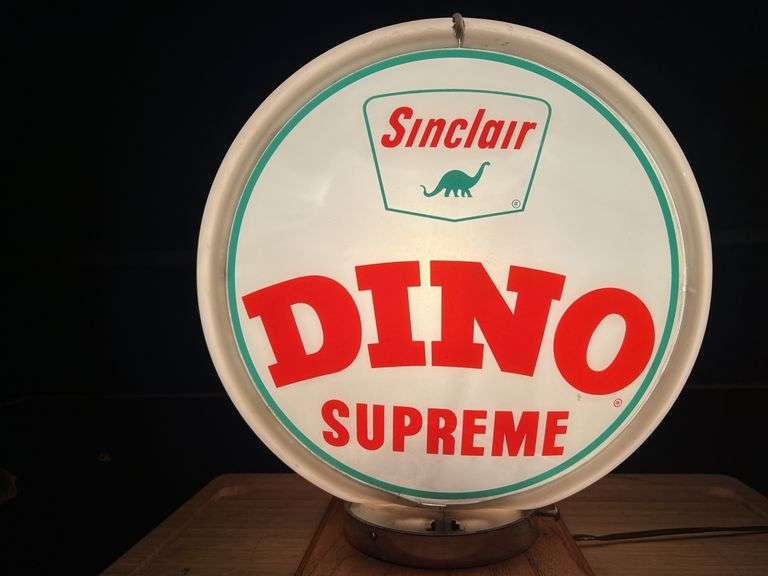 Sinclair
®
DINO
®
SUPREME